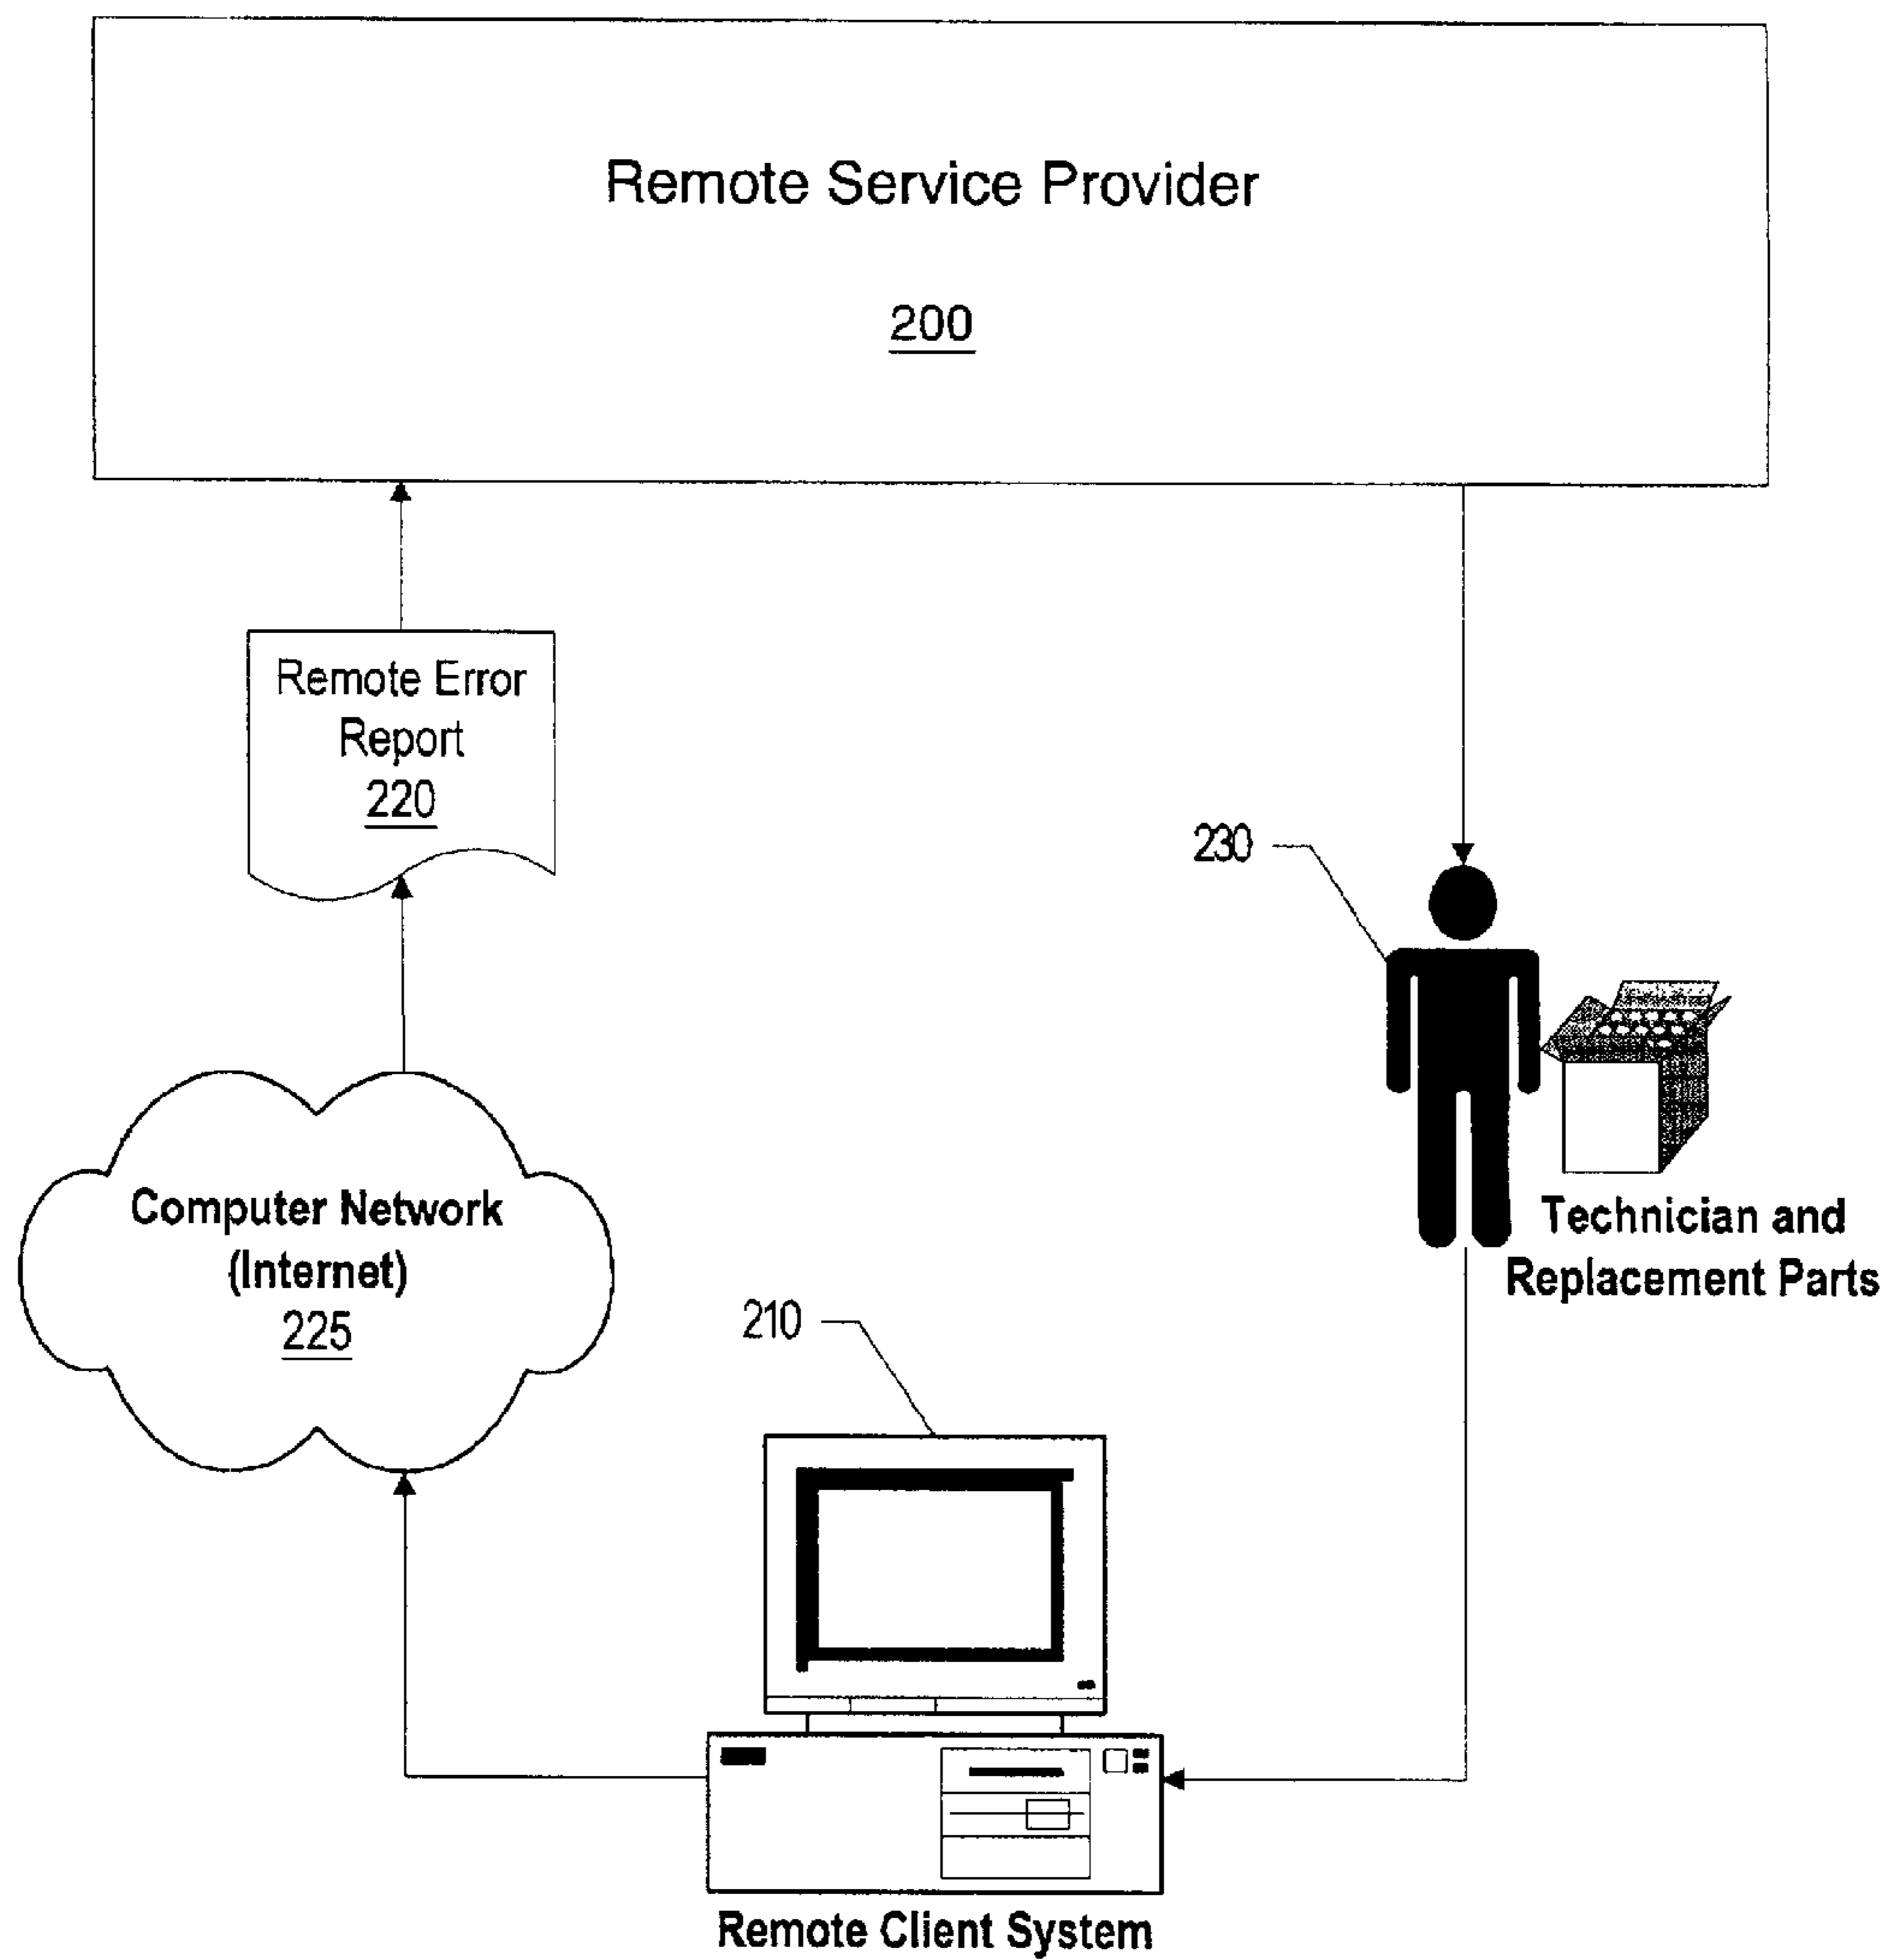 Remote Service Provider
200
Remote Error
Report
220
230
Technician and
Replacement Parts
Computer Network
(Internet)
225
210
Remote Client System